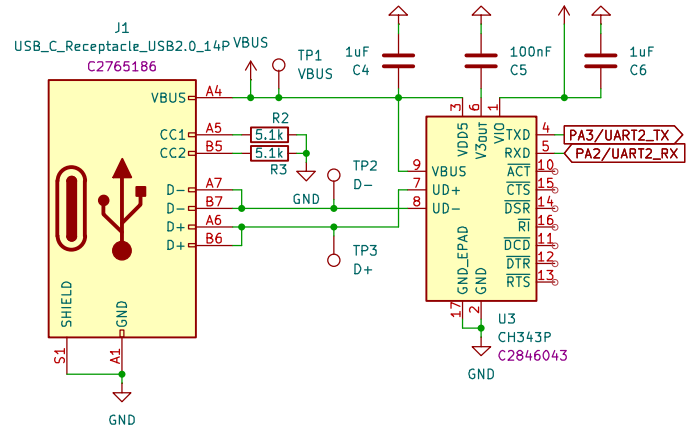 J1
USB_C_Receptacle_USB2.0_14P
C2765186
VBUS
TP1
VBUS
1uF
C4
100nF
C5
1uF
C6
VBUS
A4
CC1
A5
CC2
B5
R2
5.1k
5.1k
R3
GND
D-
A7
D-
B7
D+
A6
D+
B6
TP2
D-
TP3
D+
SHIELD
GND
S1
A1
GND
3
6
1
VDD5
V3OUT
VIO
9
VBUS
7
UD+
8
UD-
TXD
4
PA3/UART2_TX
RXD
5
PA2/UART2_RX
ACT
10
CTS
15
DSR
14
RI
16
DCD
11
DTR
12
RTS
13
GND_EPAD
GND
17
2
U3
CH343P
C2846043
GND